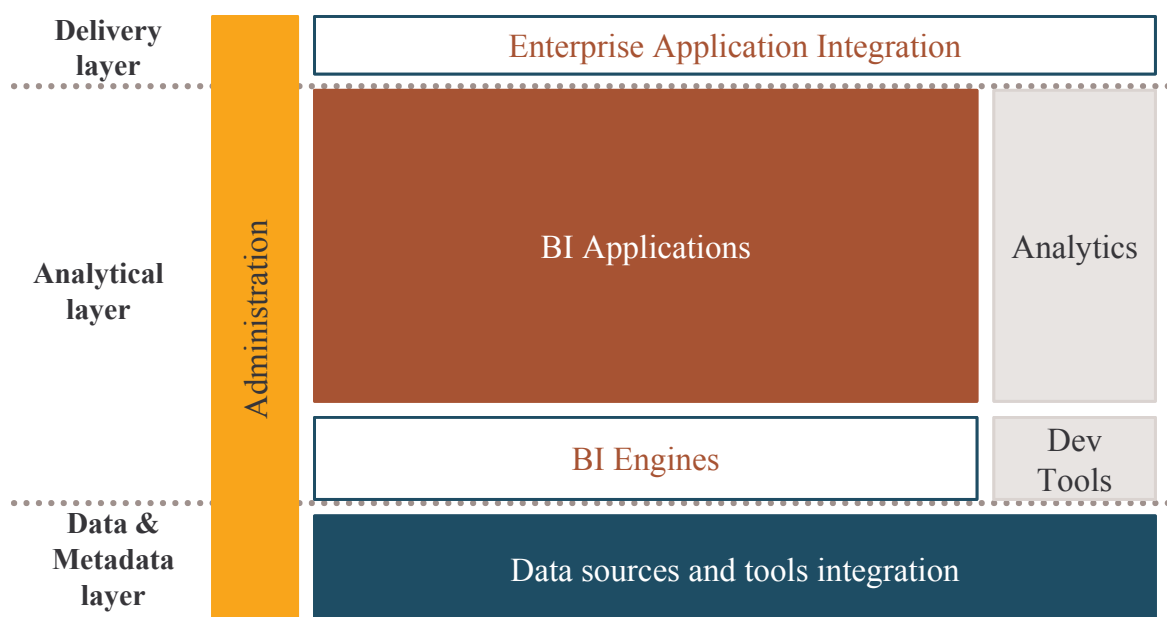 Delivery
layer
Enterprise Application Integration
Analytical
layer
Administration
BI Applications
Analytics
BI Engines
Dev
Tools
Data &
Metadata
layer
Data sources and tools integration